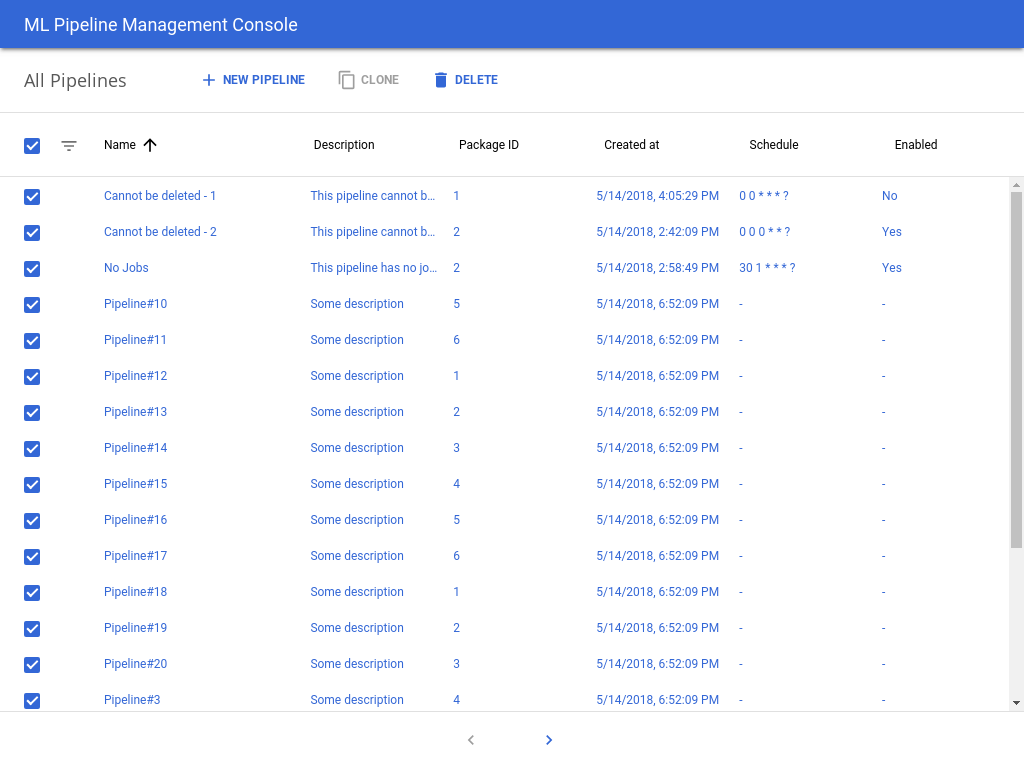 ML Pipeline Management Console
All Pipelines NEW PIPELINE CLONE DELETE
Name Description Package ID Created at Schedule Enabled
Cannot be deleted - 1 This pipeline cannot b... 1 5/14/2018, 4:05:29 PM 0 0 * * * ? No
Cannot be deleted - 2 This pipeline cannot b... 2 5/14/2018, 2:42:09 PM 0 0 0 * * ? Yes
No Jobs This pipeline has no jo... 2 5/14/2018, 2:58:49 PM 30 1 * * * ? Yes
Pipeline#10 Some description 5 5/14/2018, 6:52:09 PM - -
Pipeline#11 Some description 6 5/14/2018, 6:52:09 PM - -
Pipeline#12 Some description 1 5/14/2018, 6:52:09 PM - -
Pipeline#13 Some description 2 5/14/2018, 6:52:09 PM - -
Pipeline#14 Some description 3 5/14/2018, 6:52:09 PM - -
Pipeline#15 Some description 4 5/14/2018, 6:52:09 PM - -
Pipeline#16 Some description 5 5/14/2018, 6:52:09 PM - -
Pipeline#17 Some description 6 5/14/2018, 6:52:09 PM - -
Pipeline#18 Some description 1 5/14/2018, 6:52:09 PM - -
Pipeline#19 Some description 2 5/14/2018, 6:52:09 PM - -
Pipeline#20 Some description 3 5/14/2018, 6:52:09 PM - -
Pipeline#3 Some description 4 5/14/2018, 6:52:09 PM - -